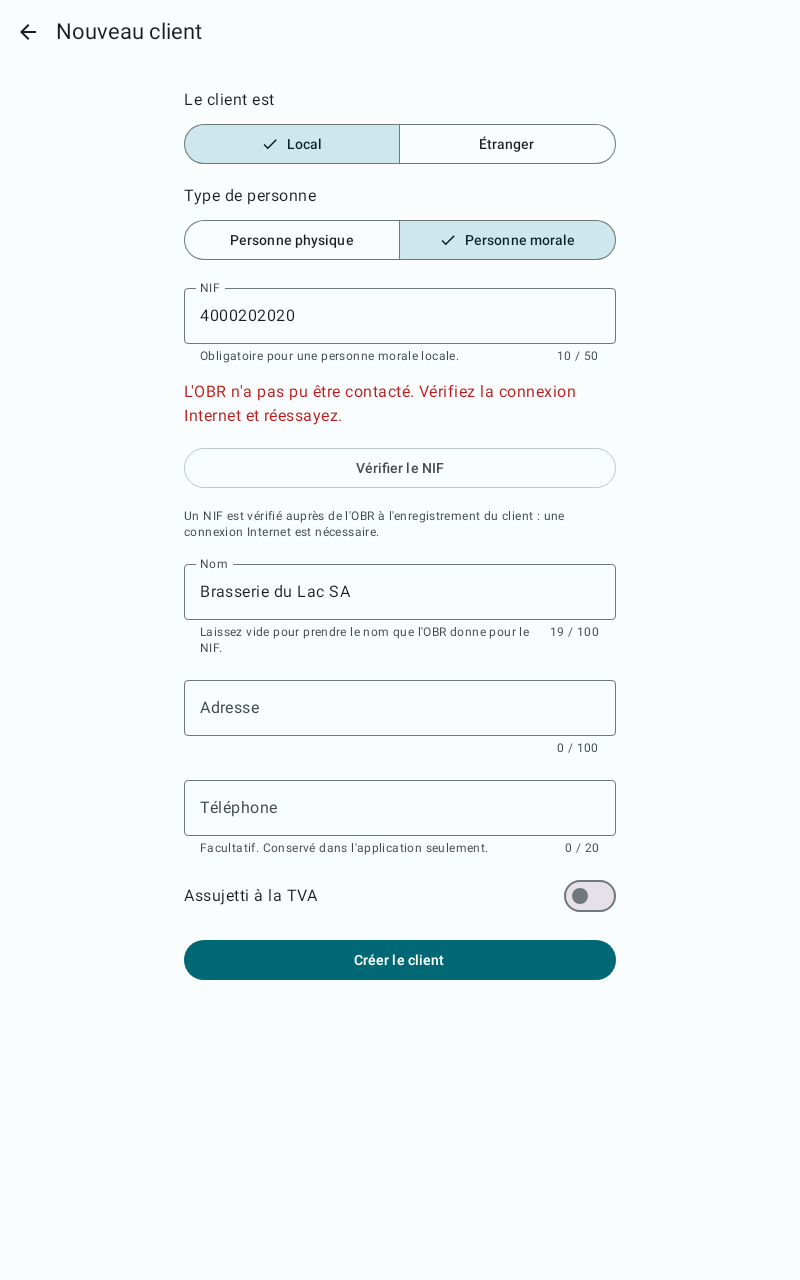 Nouveau client
Le client est
Local
Étranger
Type de personne
Personne physique
Personne morale
NIF
4000202020
Obligatoire pour une personne morale locale.
10 / 50
L'OBR n'a pas pu être contacté. Vérifiez la connexion
Internet et réessayez.
Vérifier le NIF
Un NIF est vérifié auprès de l'OBR à l'enregistrement du client : une
connexion Internet est nécessaire.
Nom
Brasserie du Lac SA
Laissez vide pour prendre le nom que l'OBR donne pour le
NIF.
19 / 100
Adresse
0 / 100
Téléphone
Facultatif. Conservé dans l'application seulement.
0 / 20
Assujetti à la TVA
Créer le client